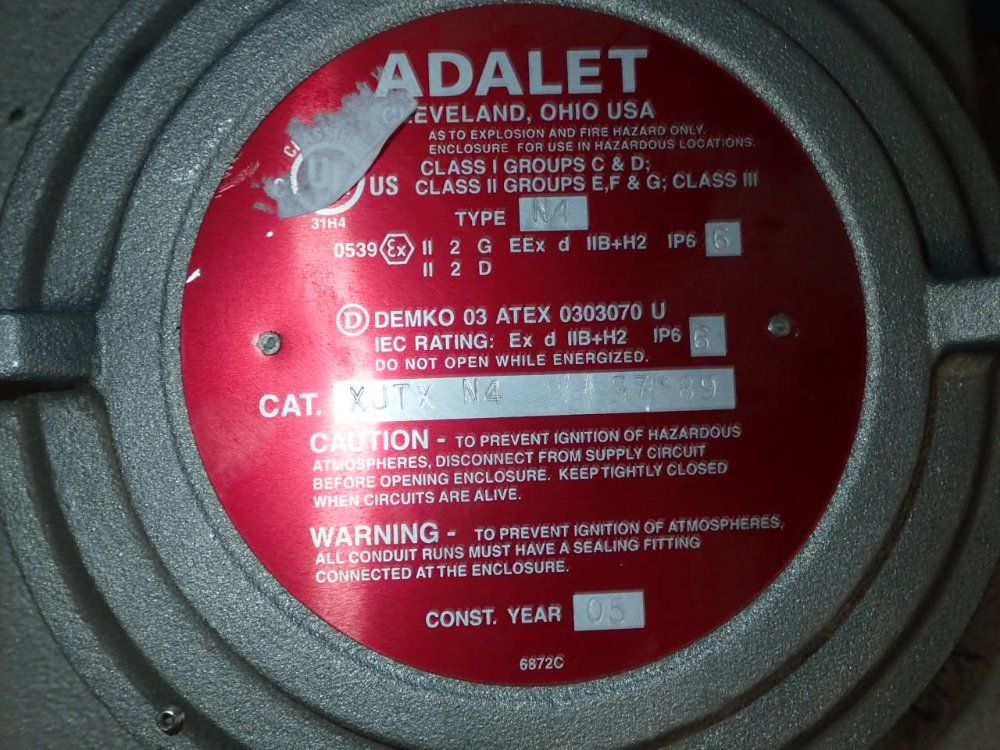 ADALET
CLEVELAND, OHIO USA
AS TO EXPLOSION AND FIRE HAZARD ONLY.
ENCLOSURE FOR USE IN HAZARDOUS LOCATIONS.
CLASS I GROUPS C & D;
US CLASS II GROUPS E,F & G; CLASS III
31H4
TYPE N4
0539 Ex II 2 G EEx d IIB+H2 IP6 6
II 2 D
D DEMKO 03 ATEX 0303070 U
IEC RATING: Ex d IIB+H2 IP6 6
DO NOT OPEN WHILE ENERGIZED.
CAT. XJTX N4
CAUTION - TO PREVENT IGNITION OF HAZARDOUS
ATMOSPHERES, DISCONNECT FROM SUPPLY CIRCUIT
BEFORE OPENING ENCLOSURE. KEEP TIGHTLY CLOSED
WHEN CIRCUITS ARE ALIVE.
WARNING - TO PREVENT IGNITION OF ATMOSPHERES,
ALL CONDUIT RUNS MUST HAVE A SEALING FITTING
CONNECTED AT THE ENCLOSURE.
CONST. YEAR 05
6872C